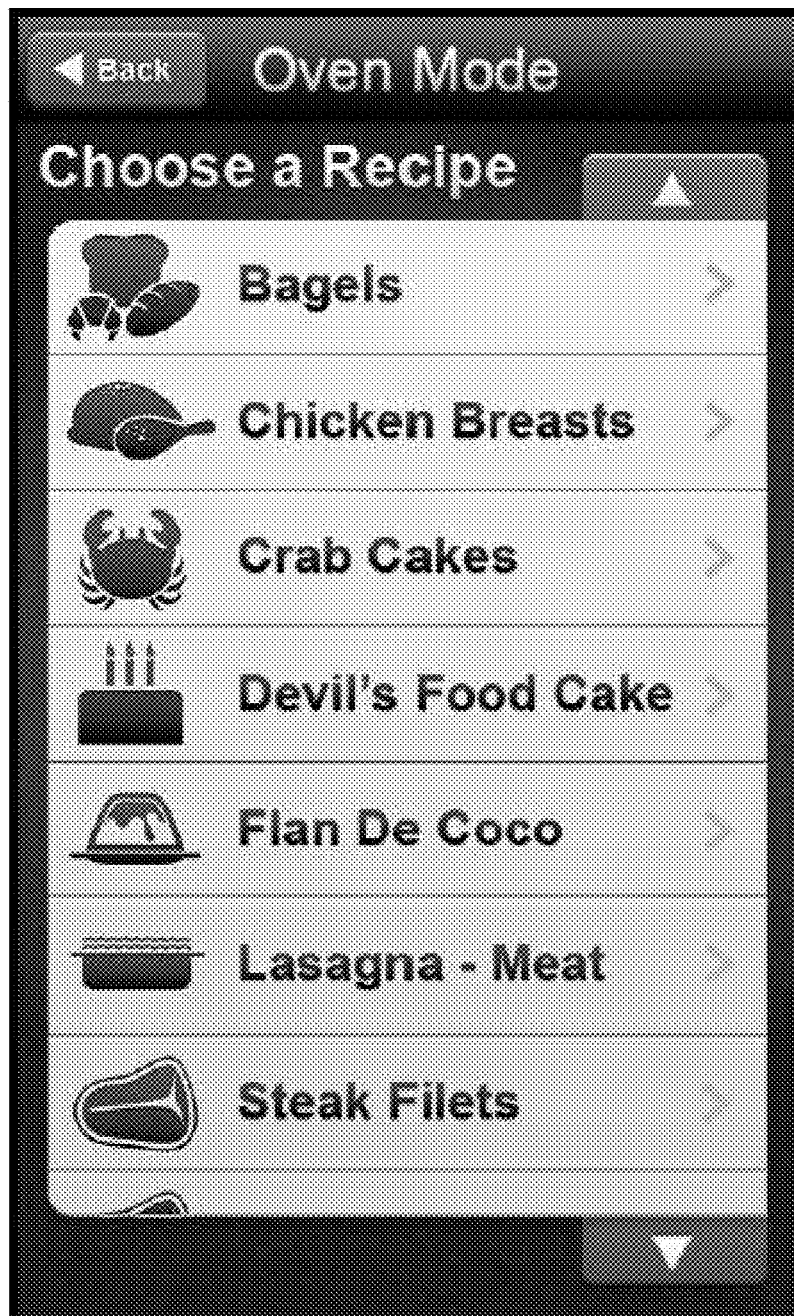 Back Oven Mode
Choose a Recipe
Bagels
Chicken Breasts
Crab Cakes
Devil's Food Cake
Flan De Coco
Lasagna - Meat
Steak Filets